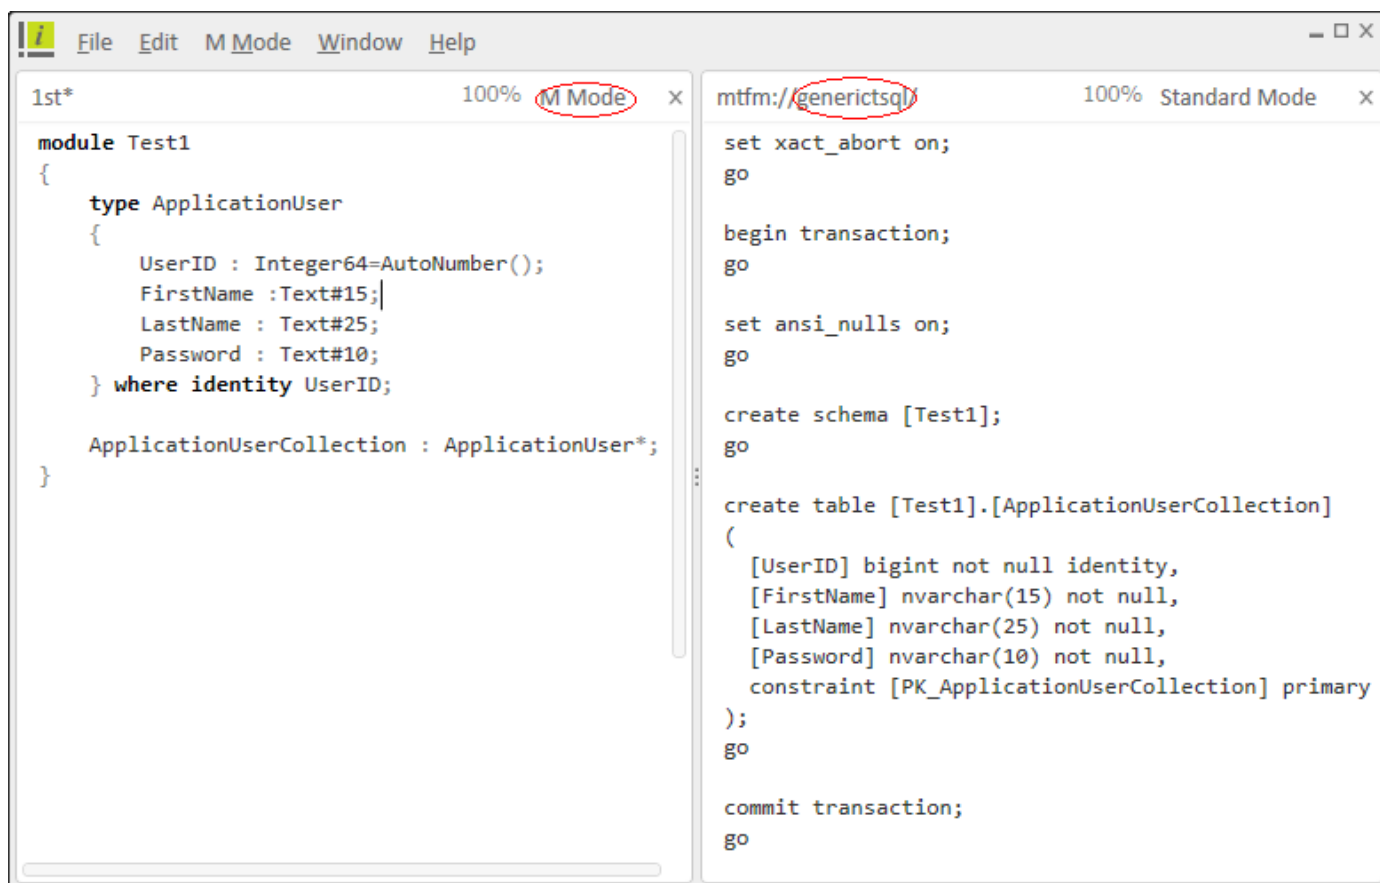 i File Edit M Mode Window Help
1st* 100% M Mode
module Test1
{
    type ApplicationUser
    {
        UserID : Integer64=AutoNumber();
        FirstName :Text#15;
        LastName : Text#25;
        Password : Text#10;
    } where identity UserID;

    ApplicationUserCollection : ApplicationUser*;
}
mtfm://generictsql/ 100% Standard Mode
set xact_abort on;
go

begin transaction;
go

set ansi_nulls on;
go

create schema [Test1];
go

create table [Test1].[ApplicationUserCollection]
(
  [UserID] bigint not null identity,
  [FirstName] nvarchar(15) not null,
  [LastName] nvarchar(25) not null,
  [Password] nvarchar(10) not null,
  constraint [PK_ApplicationUserCollection] primary
);
go

commit transaction;
go